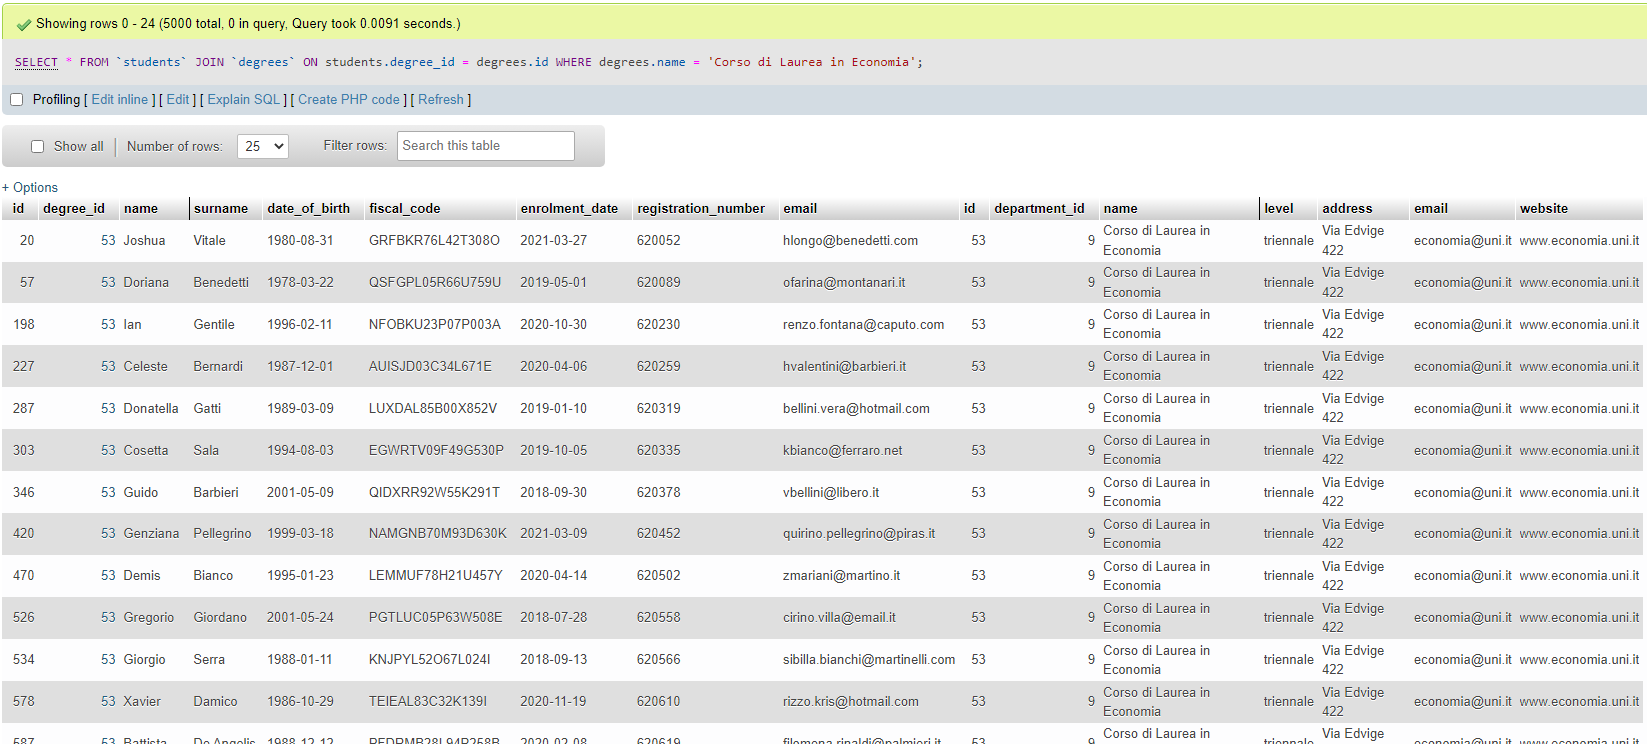 Showing rows 0 - 24 (5000 total, 0 in query, Query took 0.0091 seconds.)
SELECT * FROM `students` JOIN `degrees` ON students.degree_id = degrees.id WHERE degrees.name = 'Corso di Laurea in Economia';
Profiling [ Edit inline ] [ Edit ] [ Explain SQL ] [ Create PHP code ] [ Refresh ]
Show all Number of rows: 25 Filter rows: Search this table
+ Options
id degree_id name surname date_of_birth fiscal_code enrolment_date registration_number email id department_id name level address email website
20 53 Joshua Vitale 1980-08-31 GRFBKR76L42T308O 2021-03-27 620052 hlongo@benedetti.com 53 9 Corso di Laurea in Economia triennale Via Edvige 422 economia@uni.it www.economia.uni.it
57 53 Doriana Benedetti 1978-03-22 QSFGPL05R66U759U 2019-05-01 620089 ofarina@montanari.it 53 9 Corso di Laurea in Economia triennale Via Edvige 422 economia@uni.it www.economia.uni.it
198 53 Ian Gentile 1996-02-11 NFOBKU23P07P003A 2020-10-30 620230 renzo.fontana@caputo.com 53 9 Corso di Laurea in Economia triennale Via Edvige 422 economia@uni.it www.economia.uni.it
227 53 Celeste Bernardi 1987-12-01 AUISJD03C34L671E 2020-04-06 620259 hvalentini@barbieri.it 53 9 Corso di Laurea in Economia triennale Via Edvige 422 economia@uni.it www.economia.uni.it
287 53 Donatella Gatti 1989-03-09 LUXDAL85B00X852V 2019-01-10 620319 bellini.vera@hotmail.com 53 9 Corso di Laurea in Economia triennale Via Edvige 422 economia@uni.it www.economia.uni.it
303 53 Cosetta Sala 1994-08-03 EGWRTV09F49G530P 2019-10-05 620335 kbianco@ferraro.net 53 9 Corso di Laurea in Economia triennale Via Edvige 422 economia@uni.it www.economia.uni.it
346 53 Guido Barbieri 2001-05-09 QIDXRR92W55K291T 2018-09-30 620378 vbellini@libero.it 53 9 Corso di Laurea in Economia triennale Via Edvige 422 economia@uni.it www.economia.uni.it
420 53 Genziana Pellegrino 1999-03-18 NAMGNB70M93D630K 2021-03-09 620452 quirino.pellegrino@piras.it 53 9 Corso di Laurea in Economia triennale Via Edvige 422 economia@uni.it www.economia.uni.it
470 53 Demis Bianco 1995-01-23 LEMMUF78H21U457Y 2020-04-14 620502 zmariani@martino.it 53 9 Corso di Laurea in Economia triennale Via Edvige 422 economia@uni.it www.economia.uni.it
526 53 Gregorio Giordano 2001-05-24 PGTLUC05P63W508E 2018-07-28 620558 cirino.villa@email.it 53 9 Corso di Laurea in Economia triennale Via Edvige 422 economia@uni.it www.economia.uni.it
534 53 Giorgio Serra 1988-01-11 KNJPYL52O67L024I 2018-09-13 620566 sibilla.bianchi@martinelli.com 53 9 Corso di Laurea in Economia triennale Via Edvige 422 economia@uni.it www.economia.uni.it
578 53 Xavier Damico 1986-10-29 TEIEAL83C32K139I 2020-11-19 620610 rizzo.kris@hotmail.com 53 9 Corso di Laurea in Economia triennale Via Edvige 422 economia@uni.it www.economia.uni.it
587 53 Battista De Angelis 1988-12-12 2020-02-08 620619 filomena.rinaldi@palmieri.it 53 9 Corso di Laurea in Via Edvige economia@uni.it www.economia.uni.it